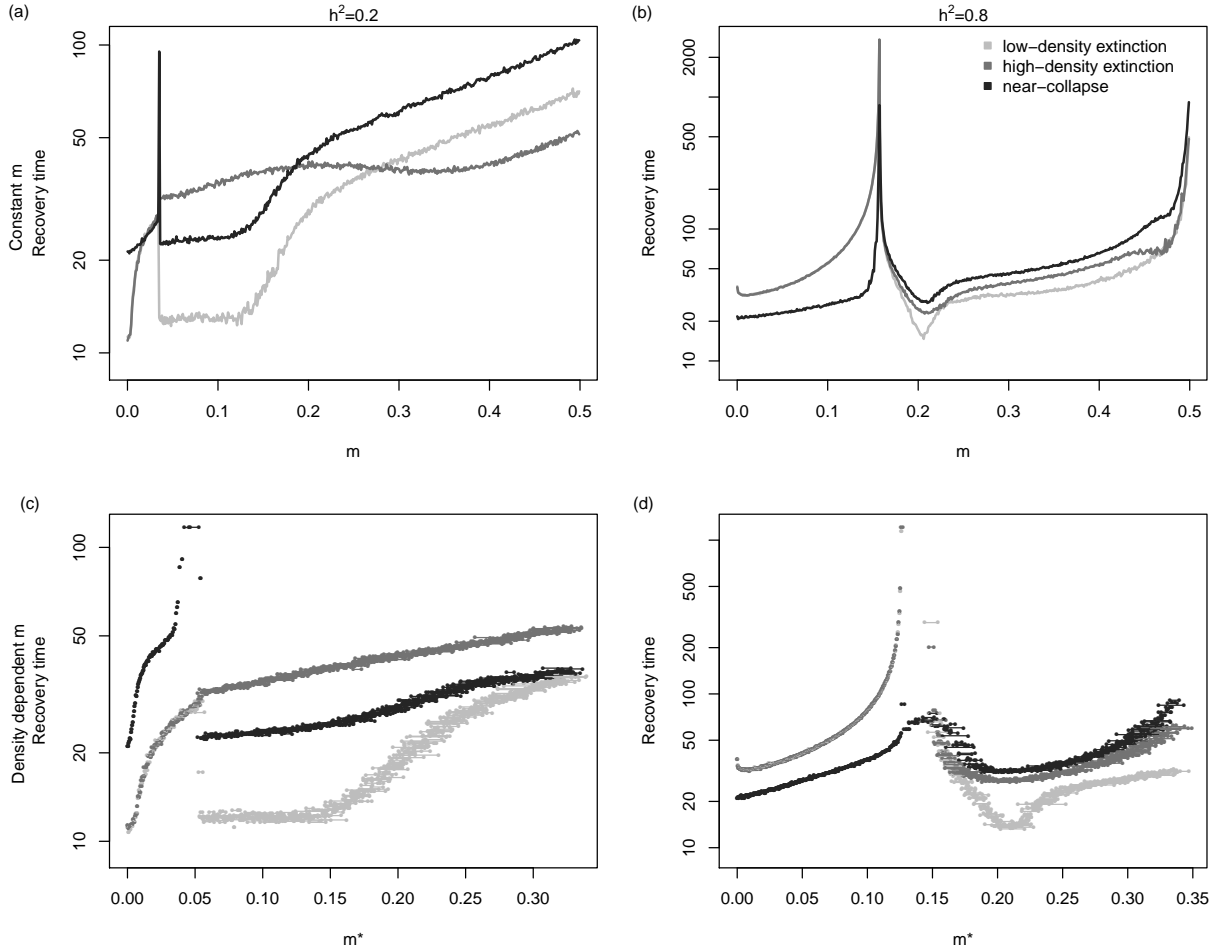 (a)
h²=0.2
Constant m
Recovery time
100
50
20
10
0.0 0.1 0.2 0.3 0.4 0.5
m
(b)
h²=0.8
low−density extinction
high−density extinction
near−collapse
Recovery time
2000
500
100
50
20
10
0.0 0.1 0.2 0.3 0.4 0.5
m
(c)
Density dependent m
Recovery time
100
50
20
10
0.00 0.05 0.10 0.15 0.20 0.25 0.30
m*
(d)
Recovery time
500
200
100
50
20
10
0.00 0.05 0.10 0.15 0.20 0.25 0.30 0.35
m*